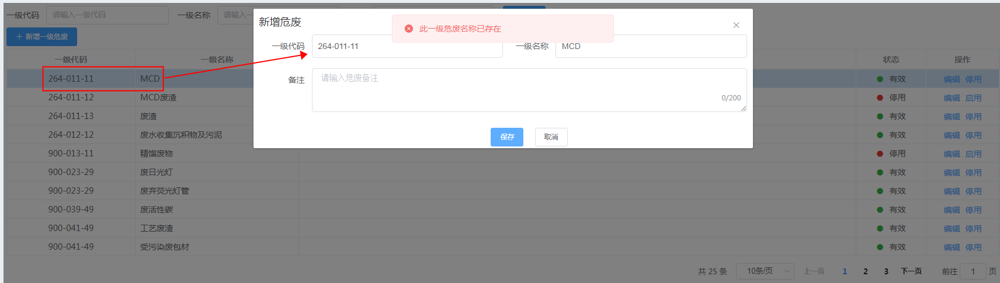 一级代码 请输入一级代码 一级名称 请输入一
新增危废
此一级危废名称已存在
+ 新增一级危废
一级代码 264-011-11 一级名称 MCD
备注 请输入危废备注
0/200
保存 取消
一级代码 一级名称 状态 操作
264-011-11 MCD 有效 编辑 停用
264-011-12 MCD废渣 停用 编辑 启用
264-011-13 废渣 有效 编辑 停用
264-012-12 废水收集沉积物及污泥 有效 编辑 停用
900-013-11 精馏废物 停用 编辑 启用
900-023-29 废日光灯 有效 编辑 停用
900-023-29 废弃荧光灯管 有效 编辑 停用
900-039-49 废活性碳 有效 编辑 停用
900-041-49 工艺废渣 有效 编辑 停用
900-041-49 受污染废包材 有效 编辑 停用
共 25 条 10条/页 上一页 1 2 3 下一页 前往 1 页